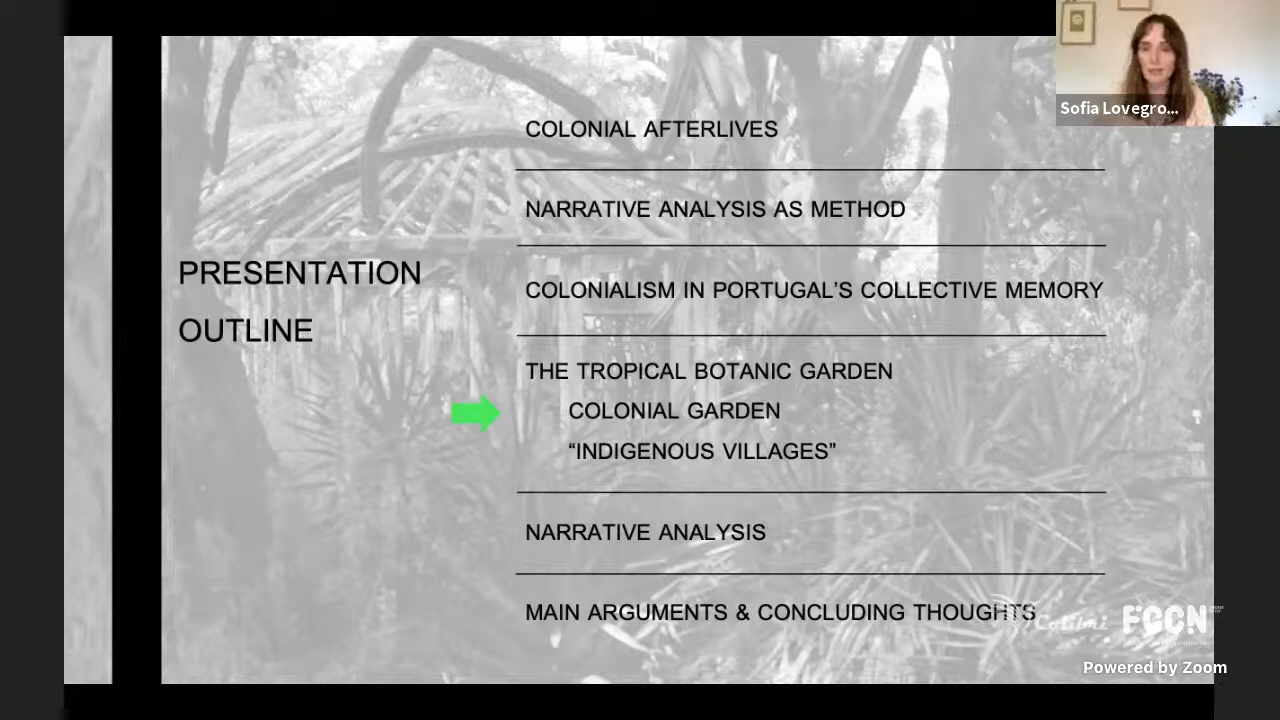 Sofia Lovegro...
COLONIAL AFTERLIVES
NARRATIVE ANALYSIS AS METHOD
COLONIALISM IN PORTUGAL'S COLLECTIVE MEMORY
PRESENTATION
OUTLINE
THE TROPICAL BOTANIC GARDEN
COLONIAL GARDEN
“INDIGENOUS VILLAGES”
NARRATIVE ANALYSIS
MAIN ARGUMENTS & CONCLUDING THOUGHTS
Colibri FCCN
Powered by Zoom